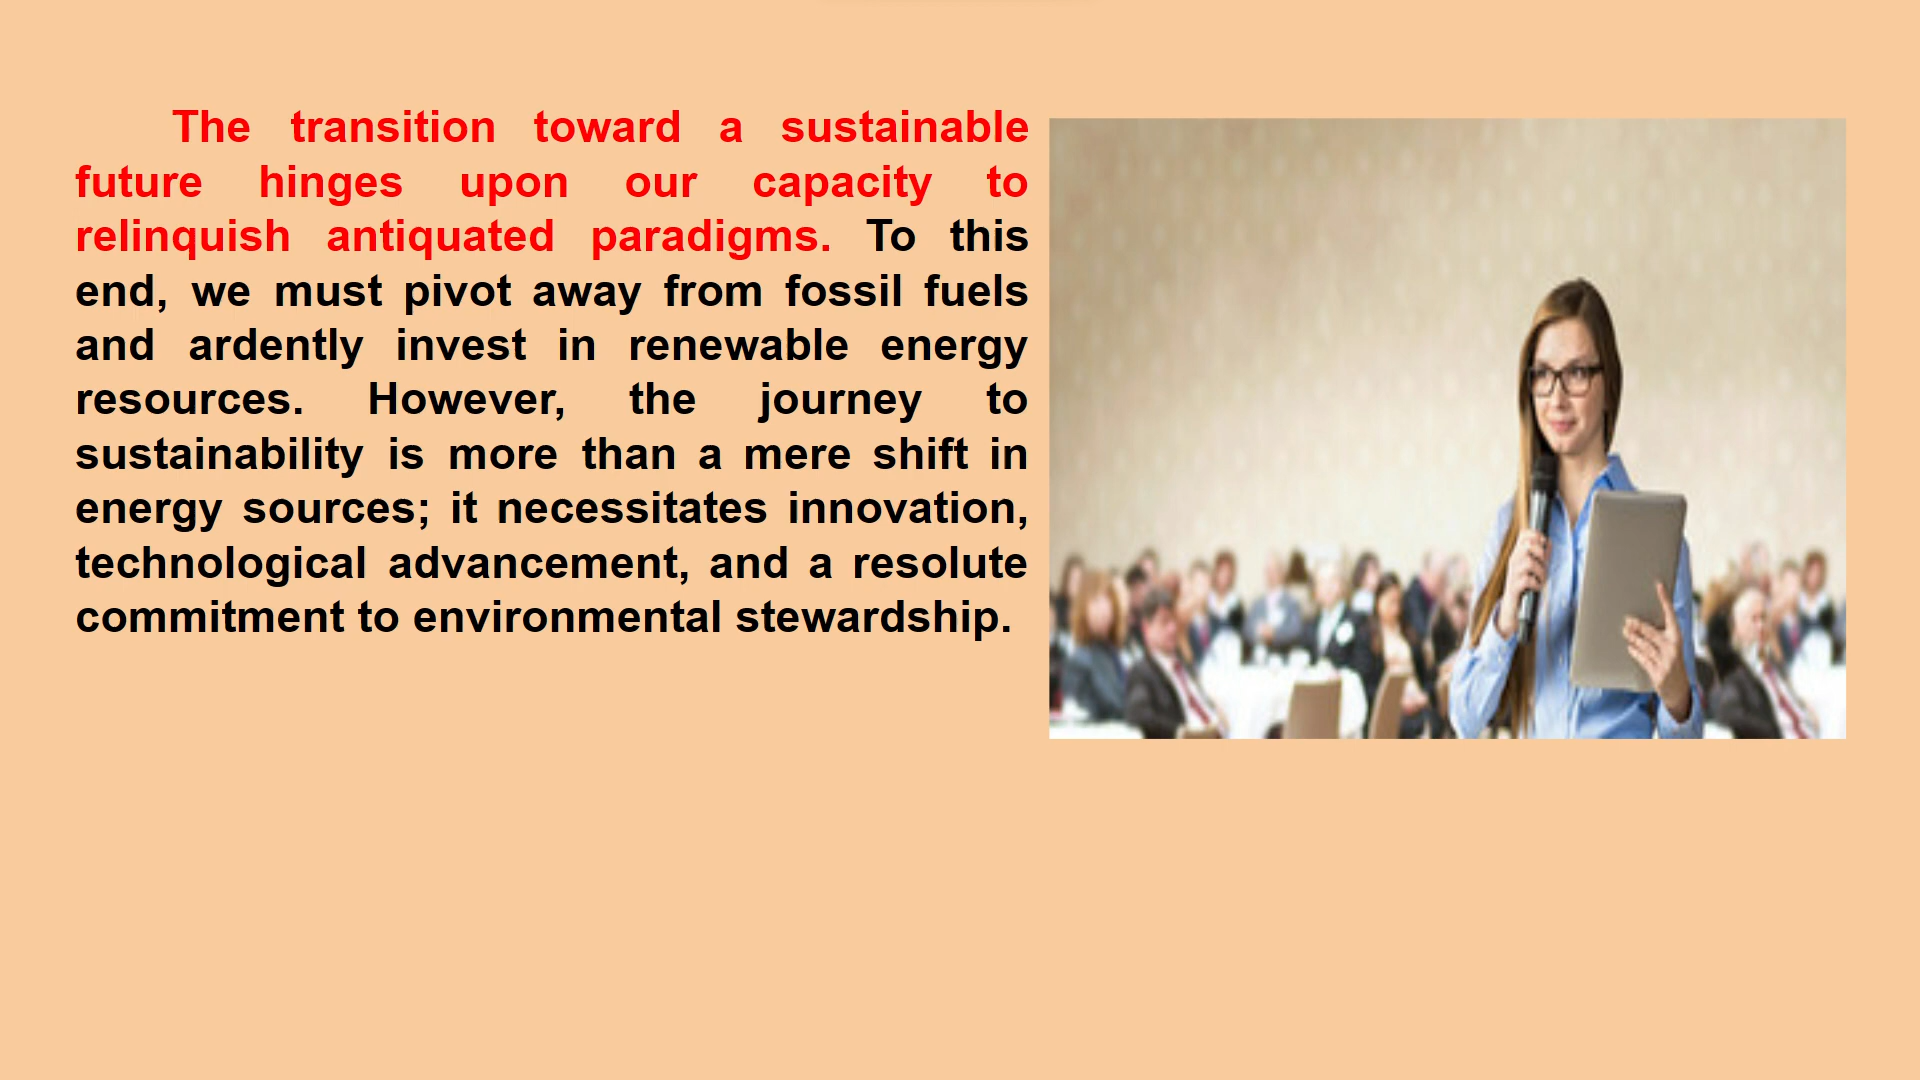 The transition toward a sustainable
future hinges upon our capacity to
relinquish antiquated paradigms. To this
end, we must pivot away from fossil fuels
and ardently invest in renewable energy
resources. However, the journey to
sustainability is more than a mere shift in
energy sources; it necessitates innovation,
technological advancement, and a resolute
commitment to environmental stewardship.